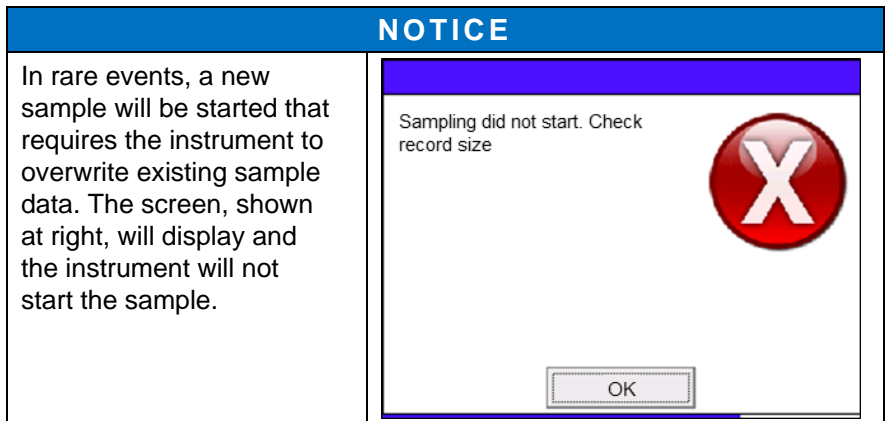 NOTICE
In rare events, a new
sample will be started that
requires the instrument to
overwrite existing sample
data. The screen, shown
at right, will display and
the instrument will not
start the sample.
Sampling did not start. Check
record size
X
OK